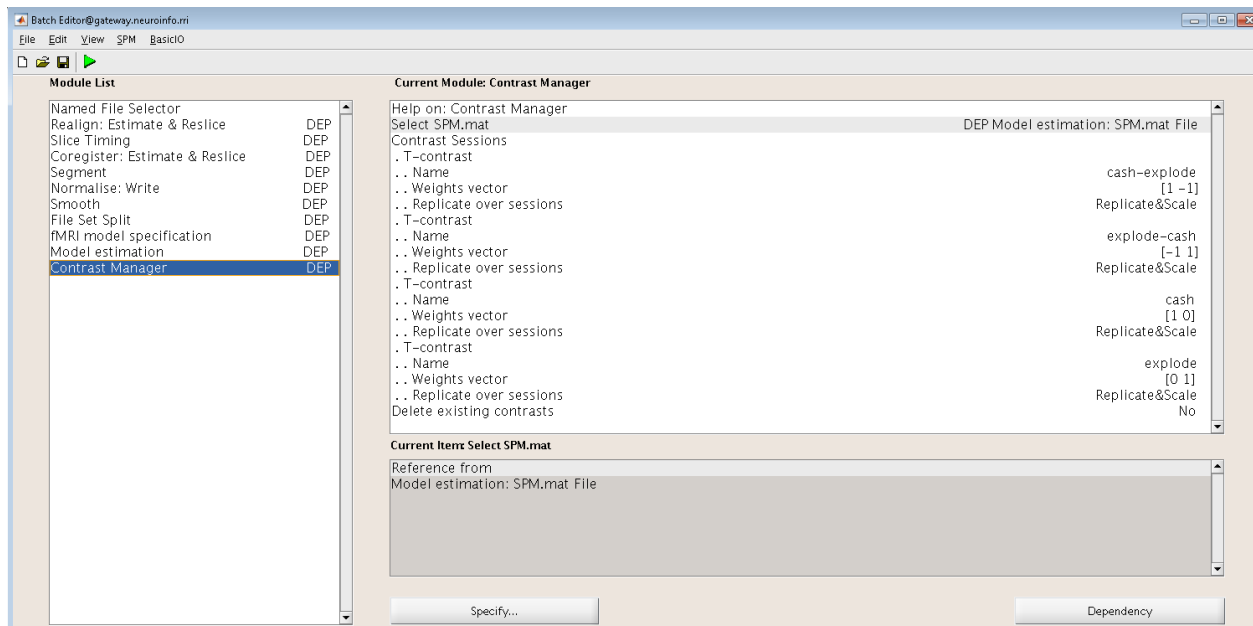 Batch Editor@gateway.neuroinfo.rri
File Edit View SPM BasicIO
Module List
Named File Selector
Realign: Estimate & Reslice DEP
Slice Timing DEP
Coregister: Estimate & Reslice DEP
Segment DEP
Normalise: Write DEP
Smooth DEP
File Set Split DEP
fMRI model specification DEP
Model estimation DEP
Contrast Manager DEP
Current Module: Contrast Manager
Help on: Contrast Manager
Select SPM.mat DEP Model estimation: SPM.mat File
Contrast Sessions
. T-contrast
. . Name cash-explode
. . Weights vector [1 -1]
. . Replicate over sessions Replicate&Scale
. T-contrast
. . Name explode-cash
. . Weights vector [-1 1]
. . Replicate over sessions Replicate&Scale
. T-contrast
. . Name cash
. . Weights vector [1 0]
. . Replicate over sessions Replicate&Scale
. T-contrast
. . Name explode
. . Weights vector [0 1]
. . Replicate over sessions Replicate&Scale
Delete existing contrasts No
Current Item: Select SPM.mat
Reference from
Model estimation: SPM.mat File
Specify...
Dependency